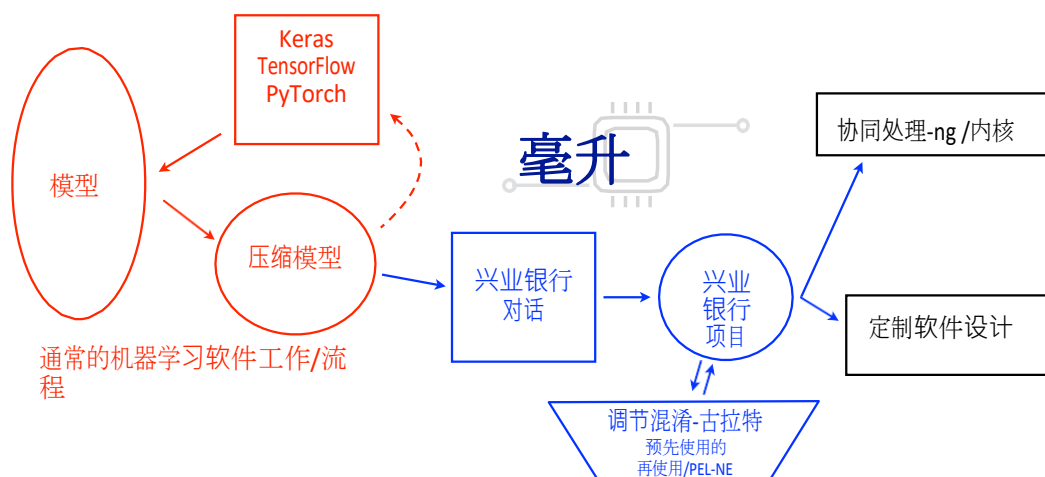 Keras
TensorFlow
PyTorch
模型
压缩模型
通常的机器学习软件工作/流
程
毫升
兴业银行
对话
兴业
银行
项目
调节混淆-古拉特
预先使用的
再使用/PEL-NE
协同处理-ng /内核
定制软件设计